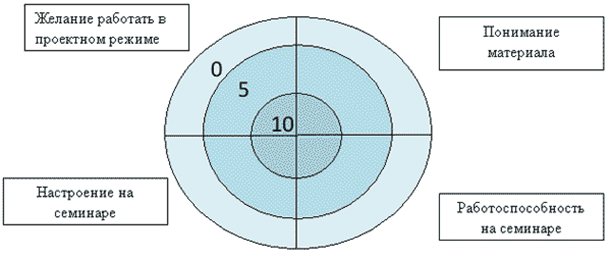 Желание работать в
проектном режиме
Понимание
материала
0
5
10
Настроение на
семинаре
Работоспособность
на семинаре